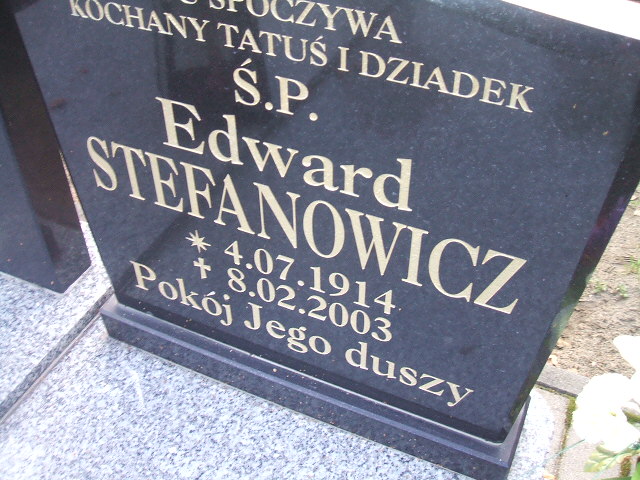 SPOCZYWA
KOCHANY TATUŚ I DZIADEK
Ś.P.
Edward
STEFANOWICZ
4.07.1914
8.02.2003
Pokój Jego duszy